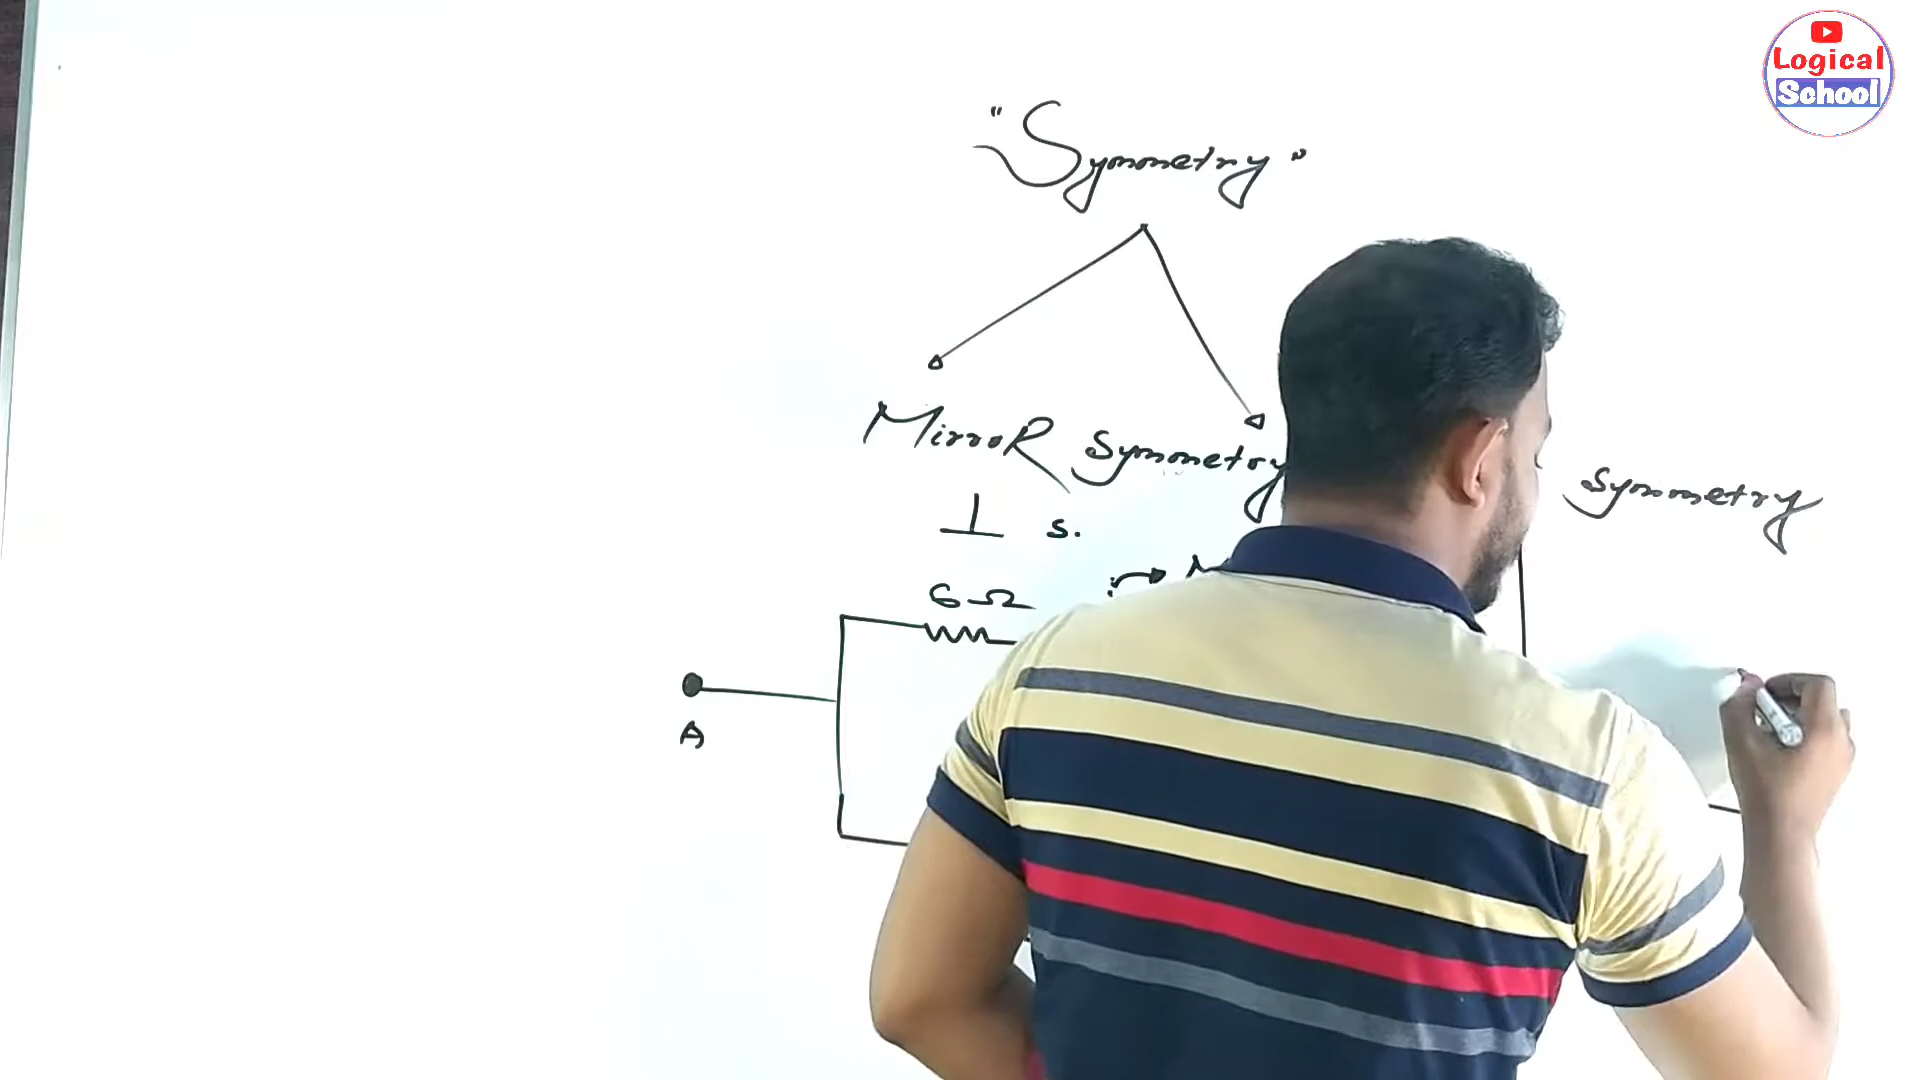 Logical
School
"Symmetry"
MirroR Symmetry
Symmetry
⊥ s.
6Ω
A